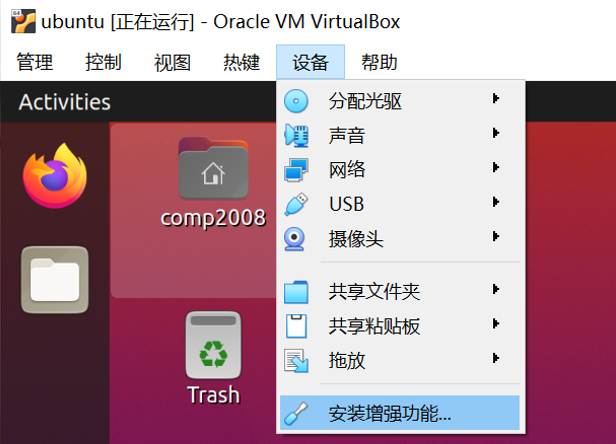 ubuntu [正在运行] - Oracle VM VirtualBox
管理 控制 视图 热键 设备 帮助
Activities
分配光驱
声音
网络
USB
摄像头
共享文件夹
共享粘贴板
拖放
安装增强功能...
comp2008
Trash